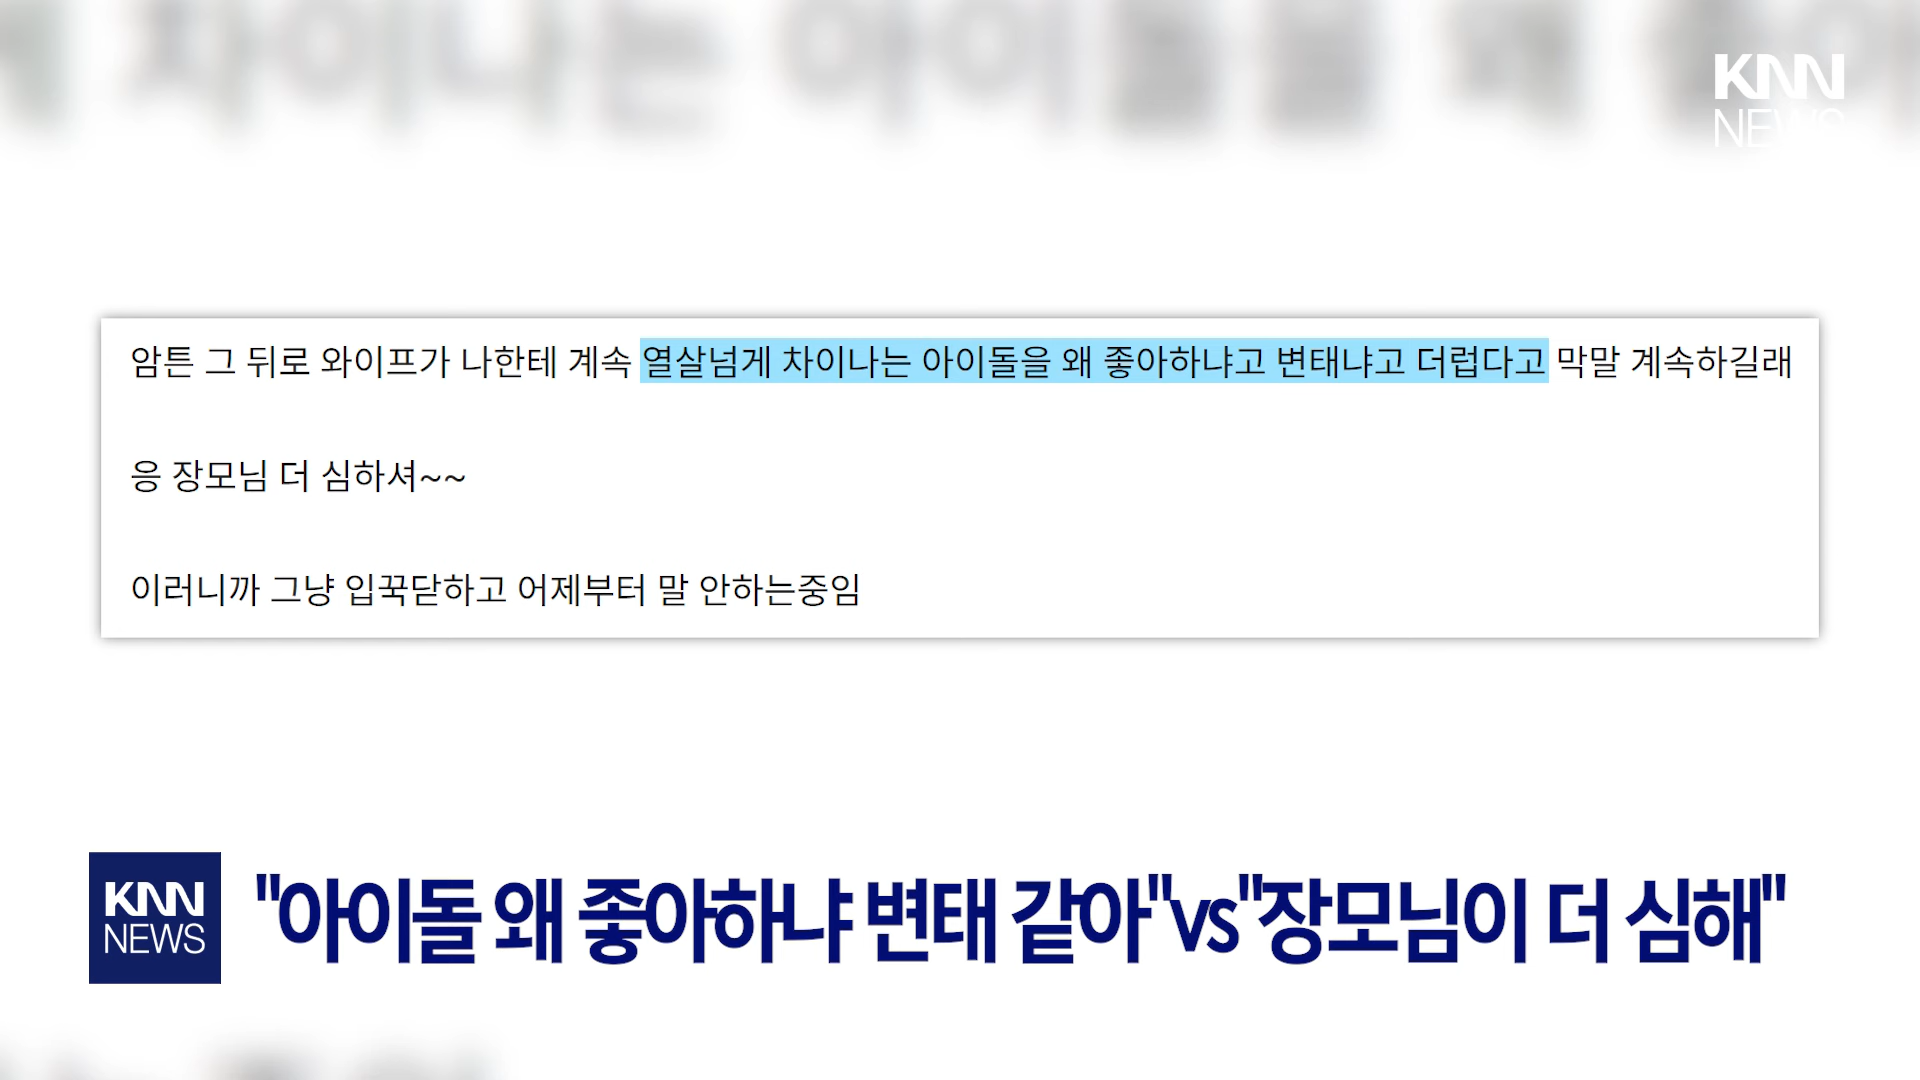 KNN
NEWS
암튼 그 뒤로 와이프가 나한테 계속 열살넘게 차이나는 아이돌을 왜 좋아하냐고 변태냐고 더럽다고 막말 계속하길래
응 장모님 더 심하셔~~
이러니까 그냥 입꾹닫하고 어제부터 말 안하는중임
KNN
NEWS
"아이돌 왜 좋아하냐 변태 같아"vs"장모님이 더 심해"